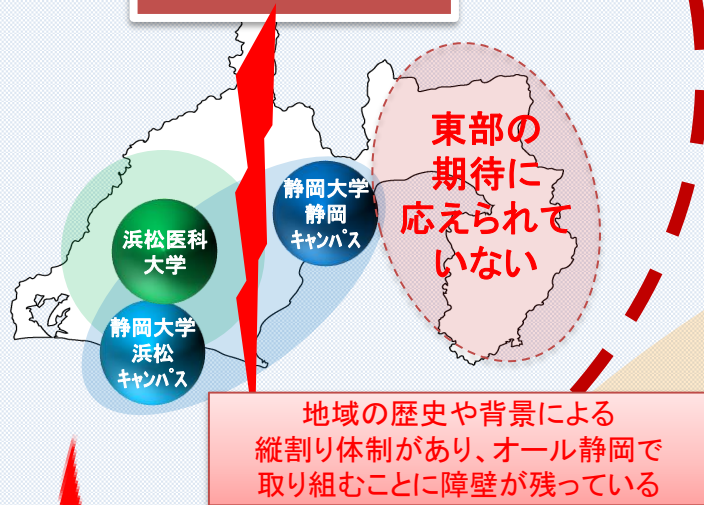 東部の
期待に
応えられて
いない
静岡大学
静岡
キャンパス
浜松医科
大学
静岡大学
浜松
キャンパス
地域の歴史や背景による
縦割り体制があり、オール静岡で
取り組むことに障壁が残っている